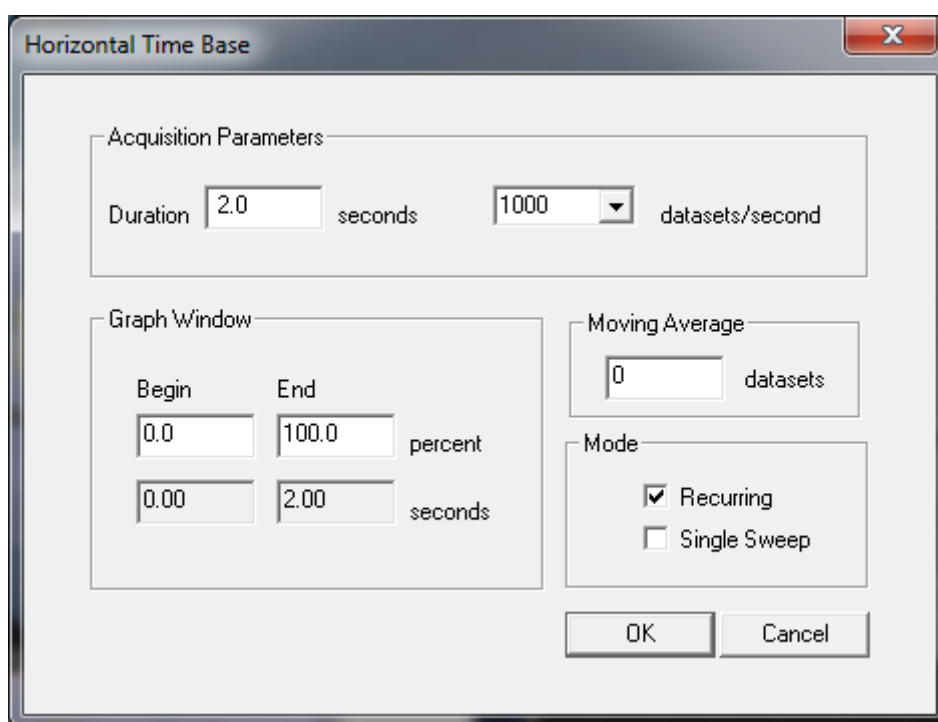 Horizontal Time Base
Acquisition Parameters
Duration 2.0 seconds 1000 datasets/second
Graph Window
Begin End
0.0 100.0 percent
0.00 2.00 seconds
Moving Average
0 datasets
Mode
Recurring
Single Sweep
OK Cancel